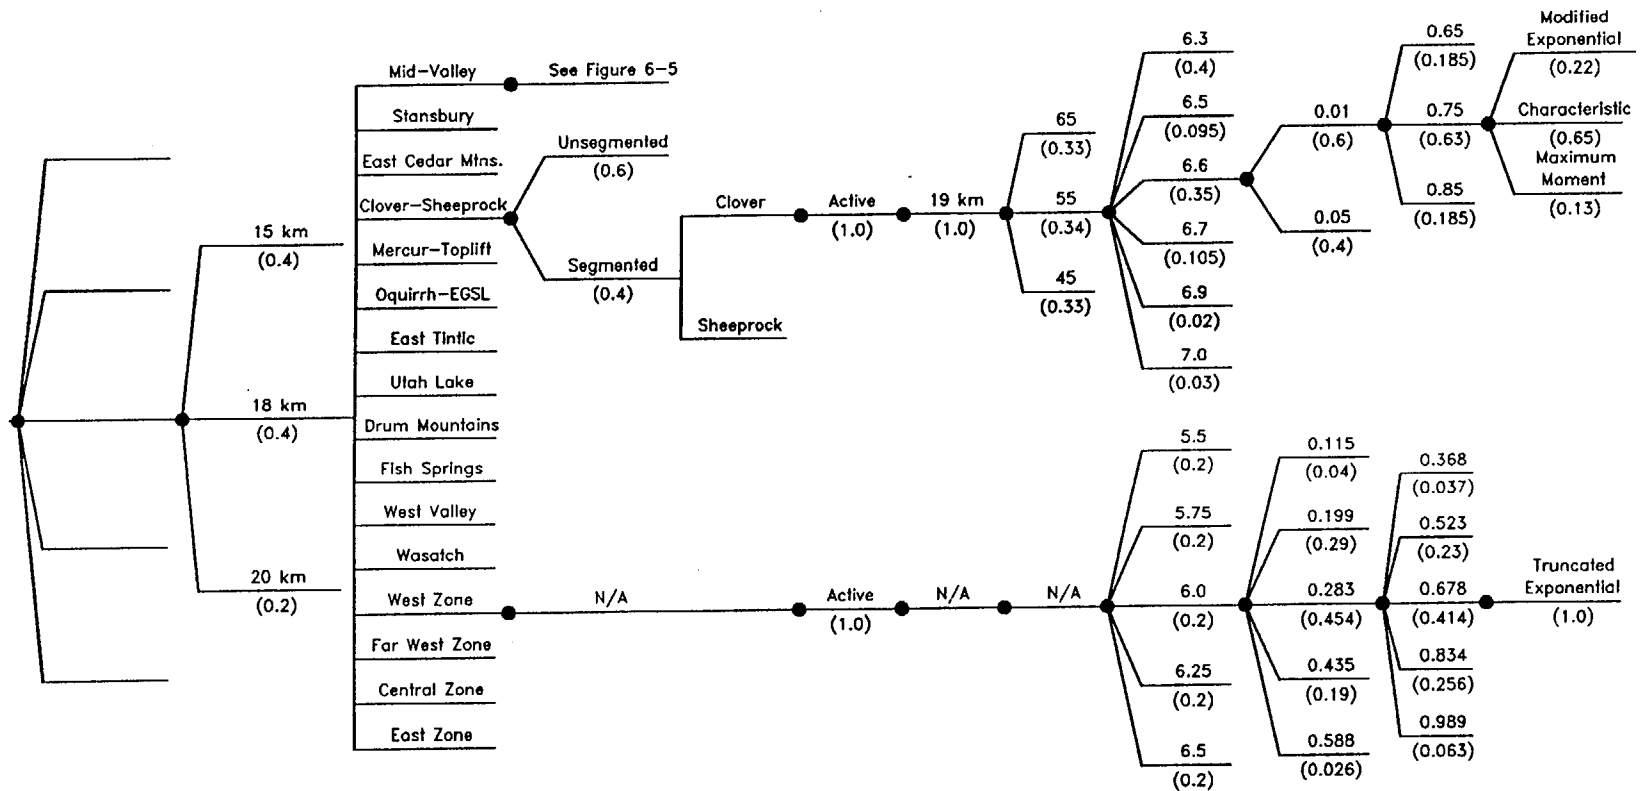 15 km
(0.4)
18 km
(0.4)
20 km
(0.2)
Mid-Valley
Stansbury
East Cedar Mtns.
Clover-Sheeprock
Mercur-Topliff
Oquirrh-EGSL
East Tintic
Utah Lake
Drum Mountains
Fish Springs
West Valley
Wasatch
West Zone
Far West Zone
Central Zone
East Zone
See Figure 6-5
Unsegmented
(0.6)
Segmented
(0.4)
Clover
Sheeprock
Active
(1.0)
19 km
(1.0)
65
(0.33)
55
(0.34)
45
(0.33)
6.3
(0.4)
6.5
(0.095)
6.6
(0.35)
6.7
(0.105)
6.9
(0.02)
7.0
(0.03)
0.01
(0.6)
0.05
(0.4)
0.65
(0.185)
0.75
(0.63)
0.85
(0.185)
Modified
Exponential
(0.22)
Characteristic
(0.65)
Maximum
Moment
(0.13)
N/A
Active
(1.0)
N/A
N/A
5.5
(0.2)
5.75
(0.2)
6.0
(0.2)
6.25
(0.2)
6.5
(0.2)
0.115
(0.04)
0.199
(0.29)
0.283
(0.454)
0.435
(0.19)
0.588
(0.026)
0.368
(0.037)
0.523
(0.23)
0.678
(0.414)
0.834
(0.256)
0.989
(0.063)
Truncated
Exponential
(1.0)